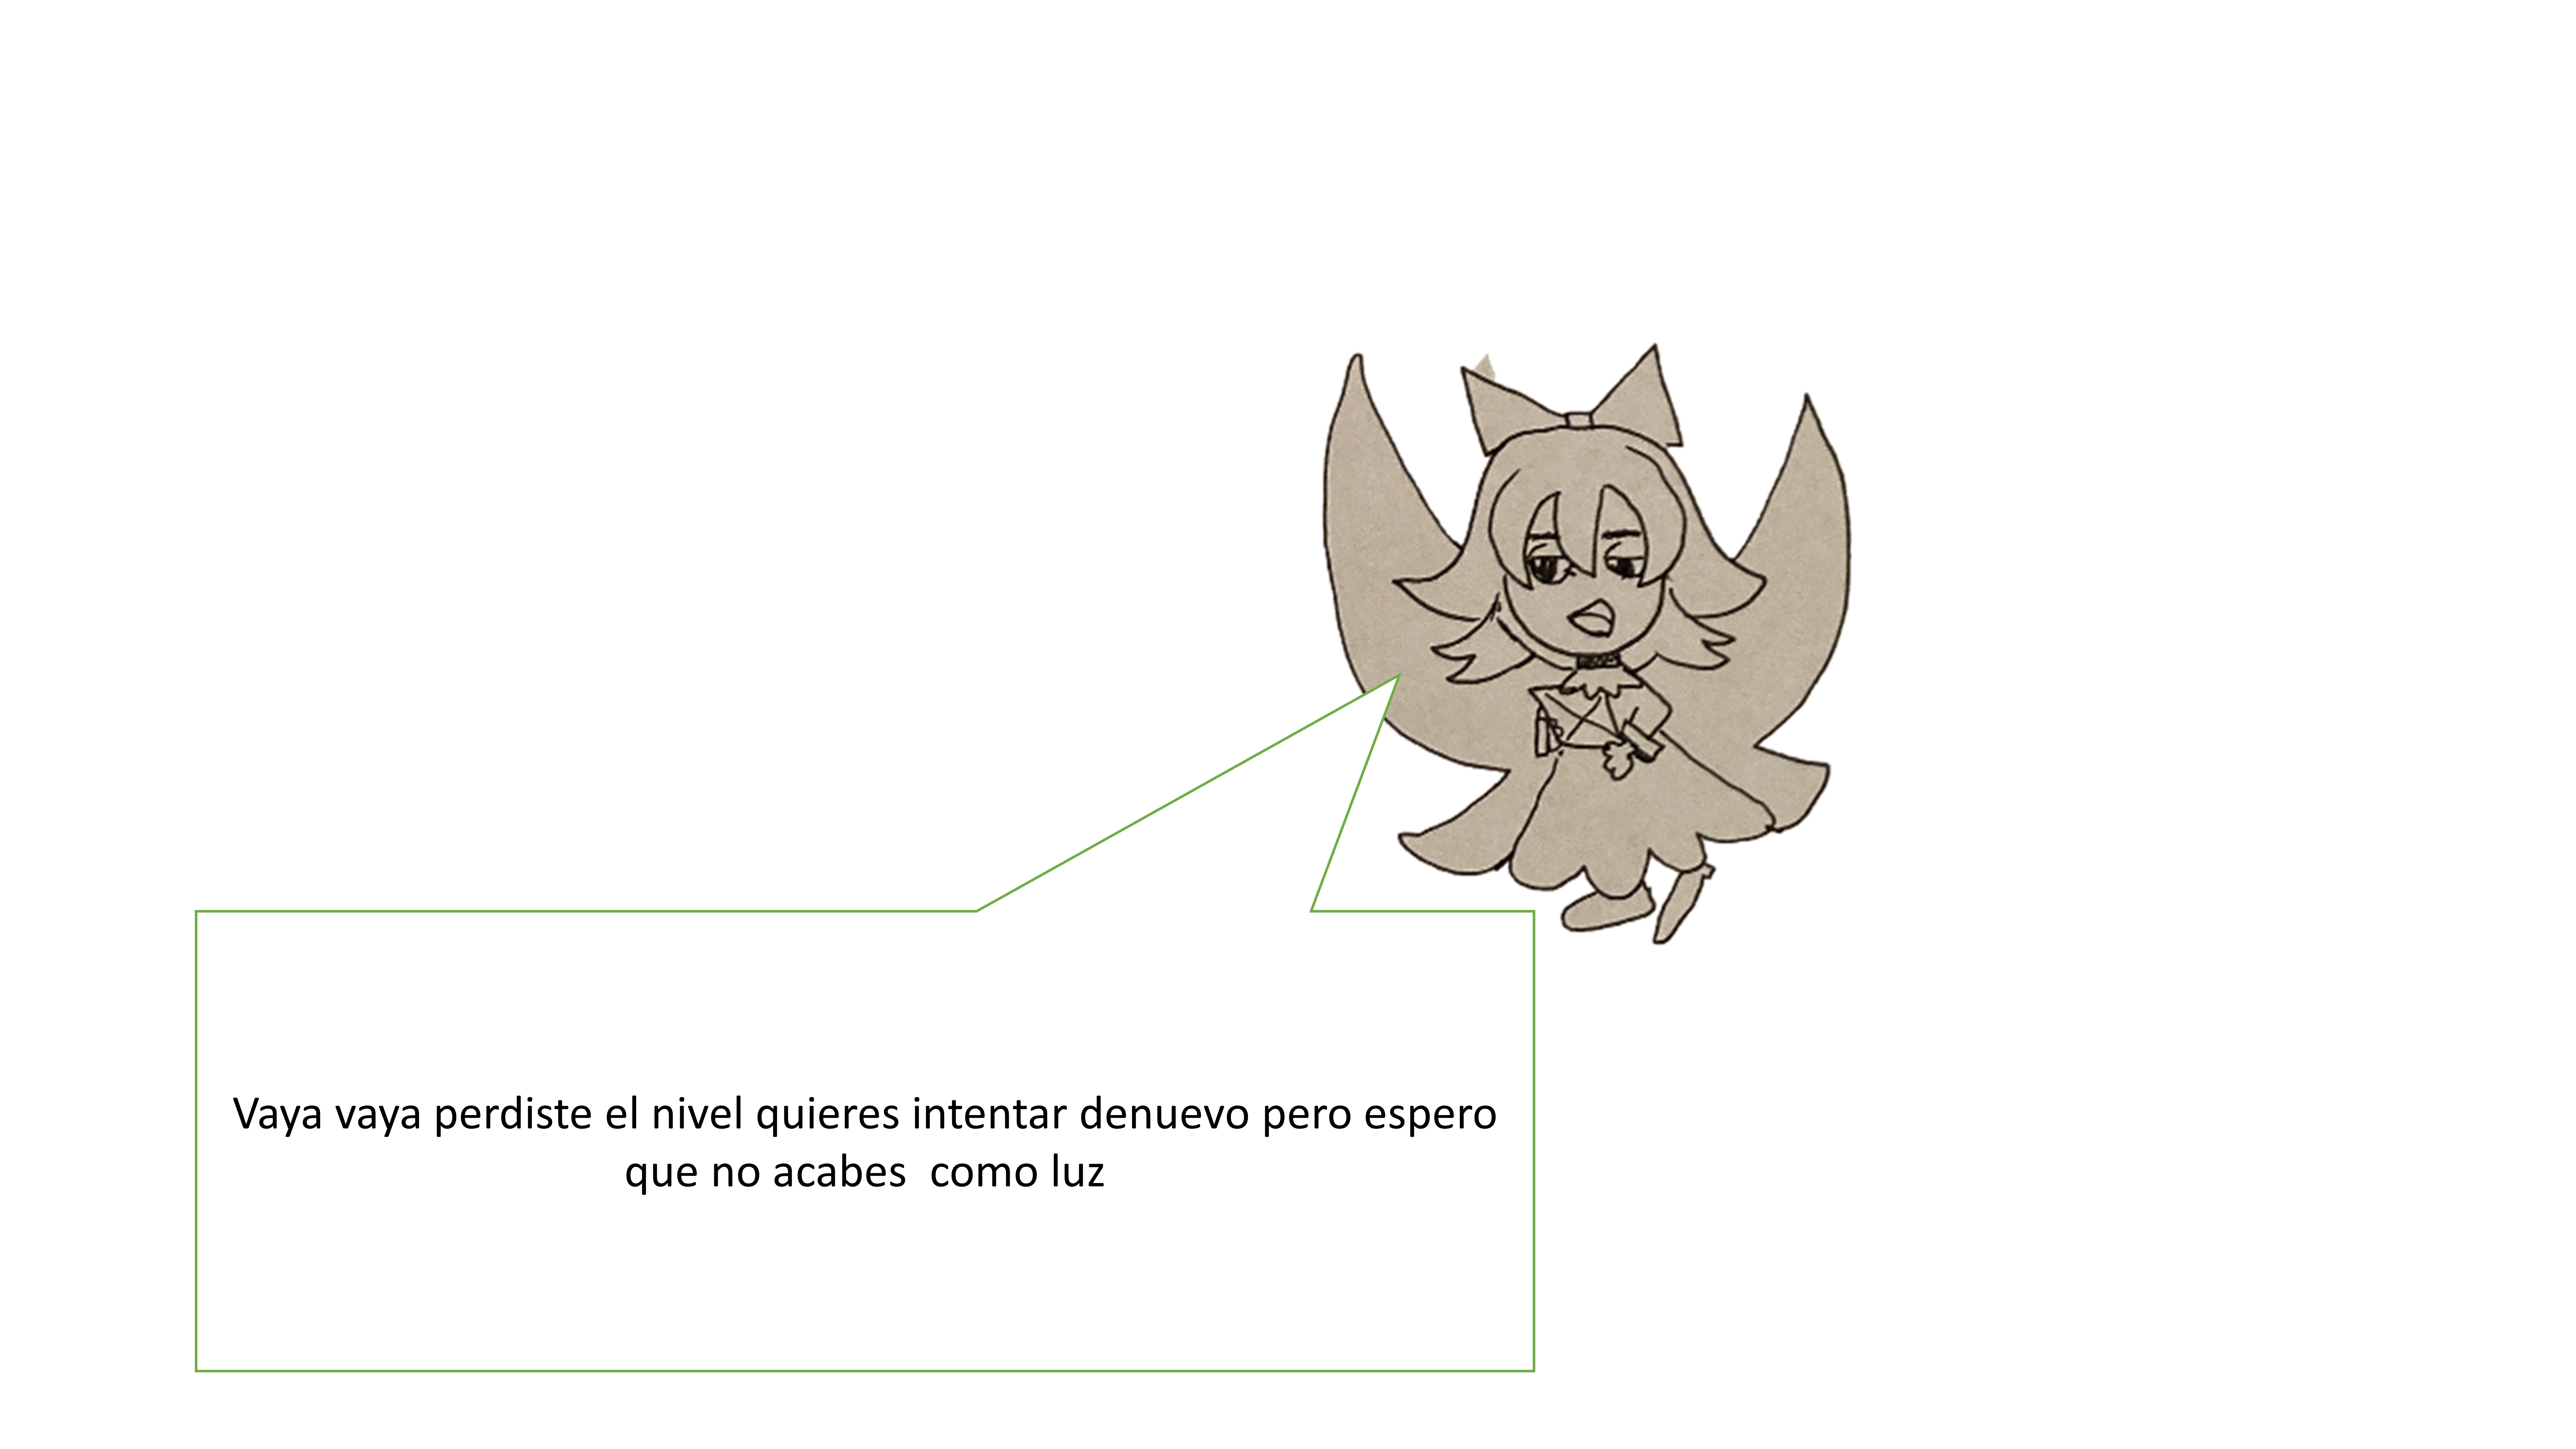 Vaya vaya perdiste el nivel quieres intentar denuevo pero espero
que no acabes  como luz